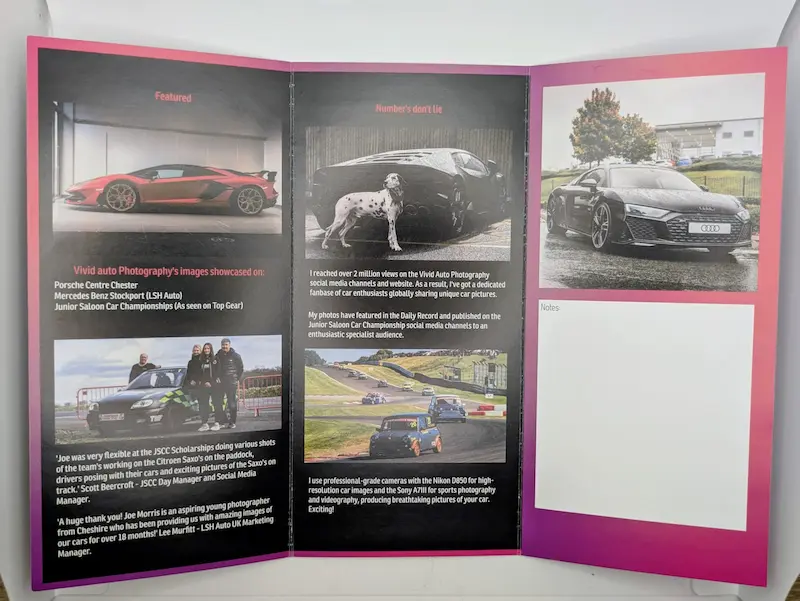 Featured
Vivid auto Photography's images showcased on:
Porsche Centre Chester
Mercedes Benz Stockport (LSH Auto)
Junior Saloon Car Championships (As seen on Top Gear)
'Joe was very flexible at the JSCC Scholarships doing various shots
of the team's working on the Citroen Saxo's on the paddock,
drivers posing with their cars and exciting pictures of the Saxo's on
track.' Scott Beercroft - JSCC Day Manager and Social Media
Manager.
'A huge thank you! Joe Morris is an aspiring young photographer
from Cheshire who has been providing us with amazing images of
our cars for over 18 months!' Lee Murfitt - LSH Auto UK Marketing
Manager.
Number's don't lie
I reached over 2 million views on the Vivid Auto Photography
social media channels and website. As a result, I've got a dedicated
fanbase of car enthusiasts globally sharing unique car pictures.
My photos have featured in the Daily Record and published on the
Junior Saloon Car Championship social media channels to an
enthusiastic specialist audience.
I use professional-grade cameras with the Nikon D850 for high-
resolution car images and the Sony A7III for sports photography
and videography, producing breathtaking pictures of your car.
Exciting!
Notes: